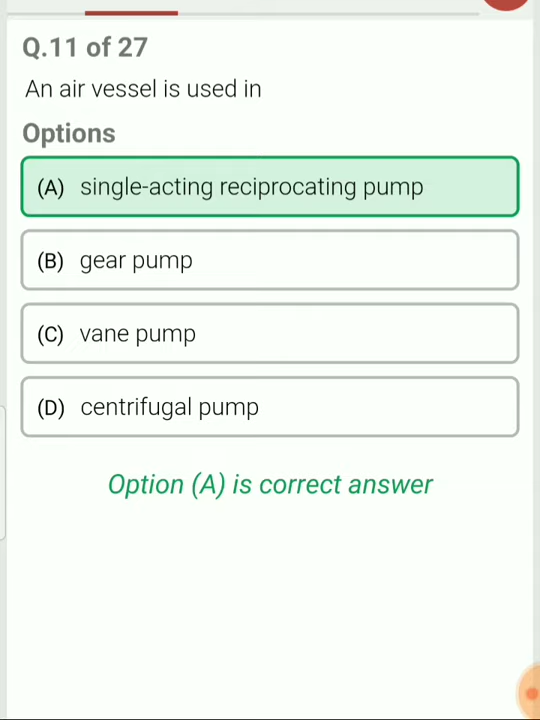 Q.11 of 27
An air vessel is used in
Options
(A) single-acting reciprocating pump
(B) gear pump
(C) vane pump
(D) centrifugal pump
Option (A) is correct answer